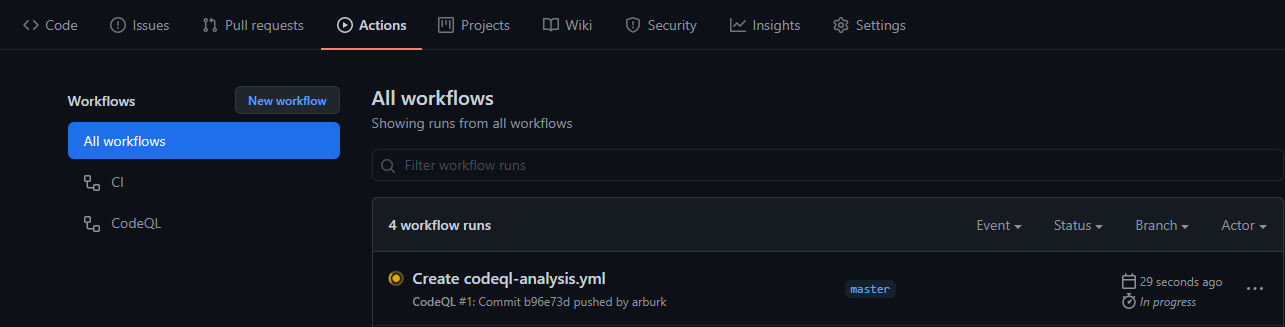 Code Issues Pull requests Actions Projects Wiki Security Insights Settings
Workflows New workflow
All workflows
CI
CodeQL
All workflows
Showing runs from all workflows
Filter workflow runs
4 workflow runs Event Status Branch Actor
Create codeql-analysis.yml
CodeQL #1: Commit b96e73d pushed by arburk
master
29 seconds ago
In progress